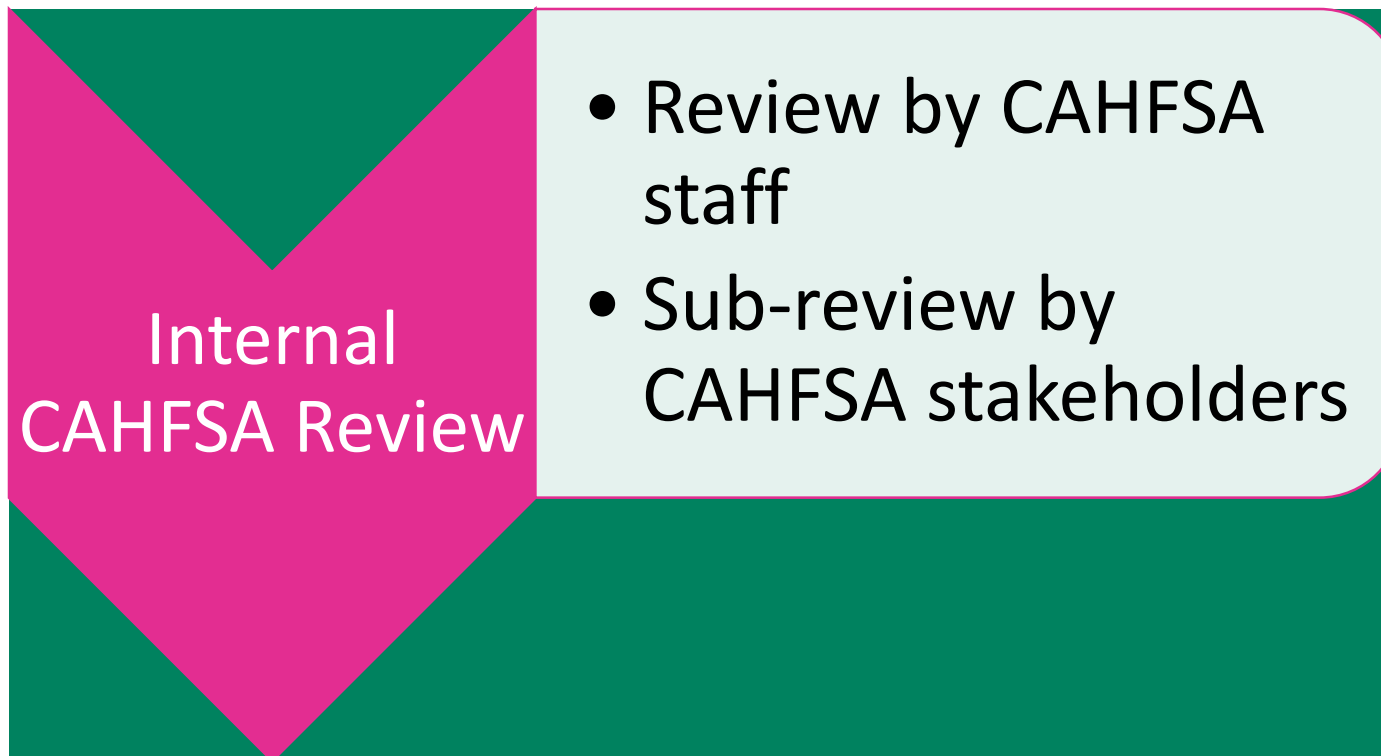 Internal
CAHFSA Review
• Review by CAHFSA
staff
• Sub-review by
CAHFSA stakeholders